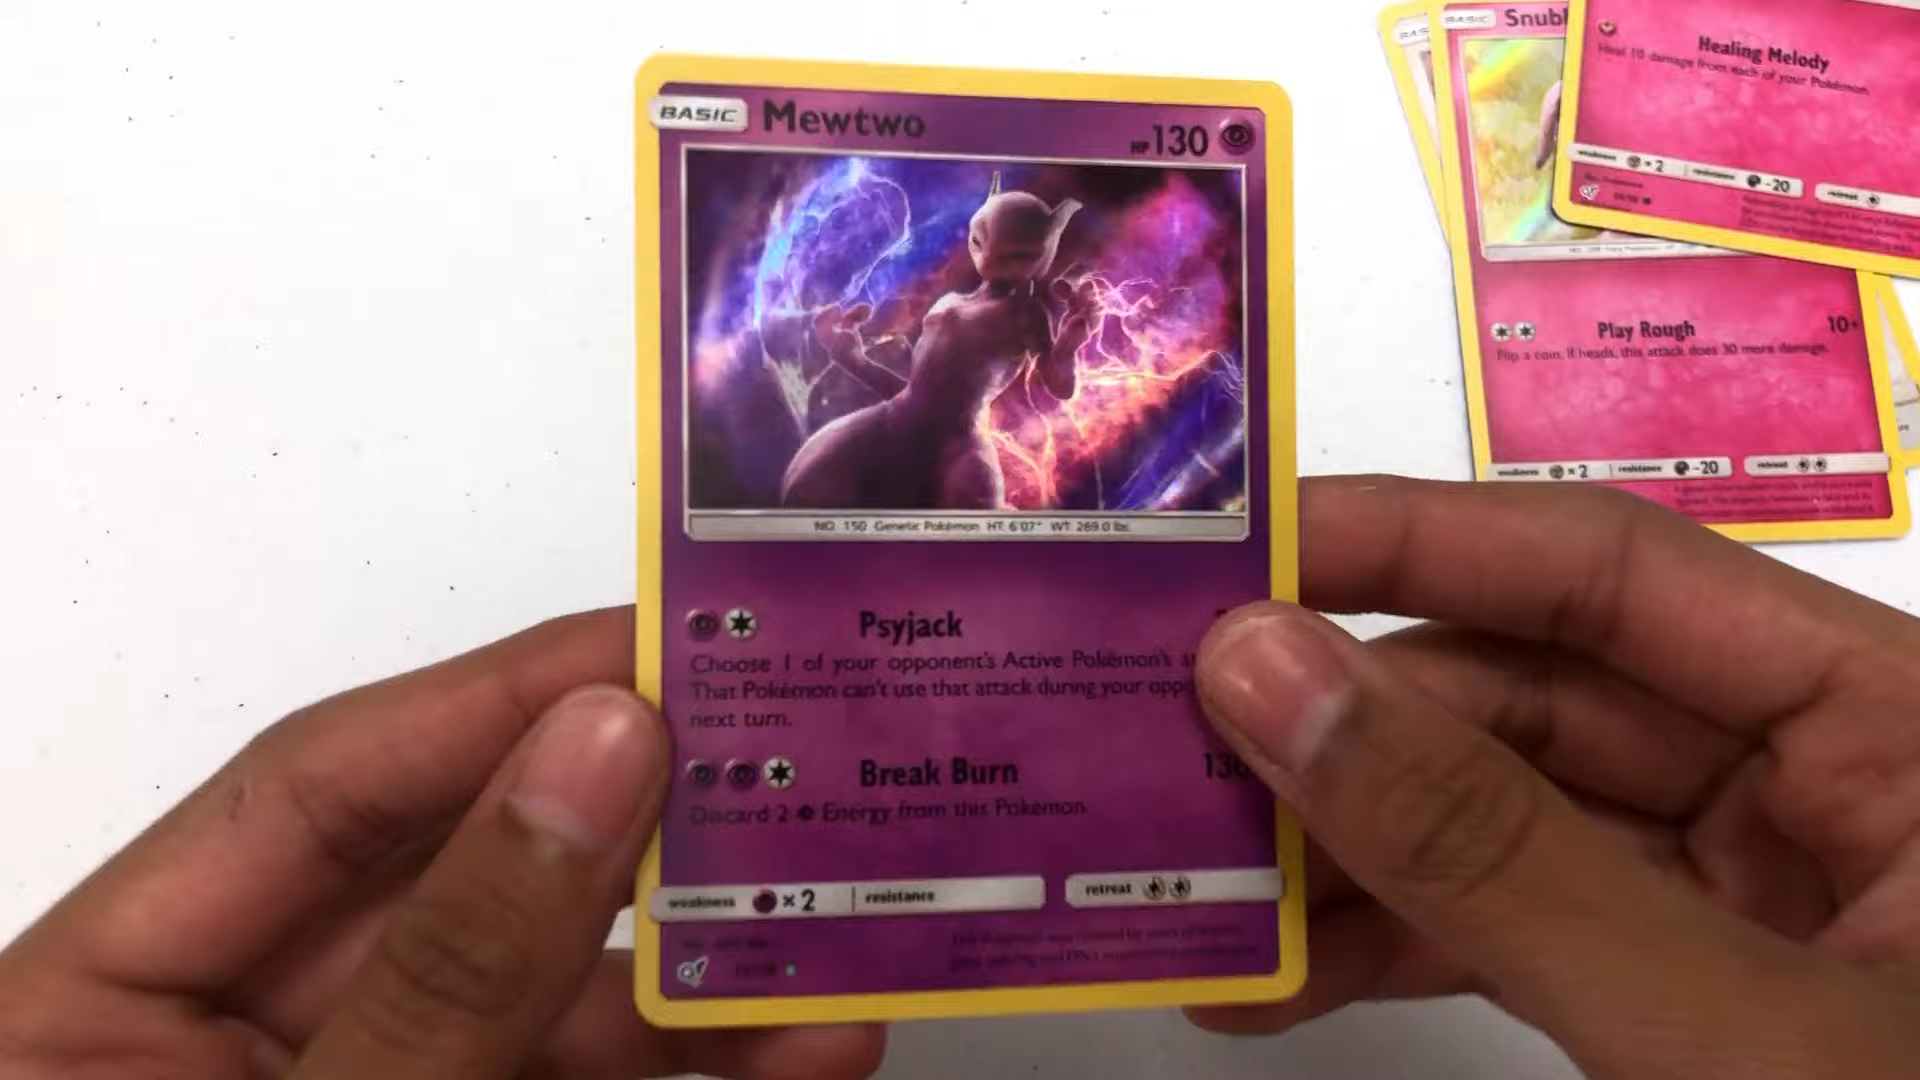 BASIC Mewtwo HP 130
NO. 150 Genetic Pokémon HT: 6'07" WT: 269.0 lbs.
Psyjack
Choose 1 of your opponent's Active Pokémon's
That Pokémon can't use that attack during your
next turn.
Break Burn 130
Discard 2 Energy from this Pokémon.
weakness ×2 resistance retreat
BASIC
BASIC
Play Rough 10+
Flip a coin. If heads, this attack does 30 more damage.
weakness ×2 resistance -20 retreat
Healing Melody
Heal 10 damage from each of your Pokémon.
weakness ×2 resistance -20 retreat